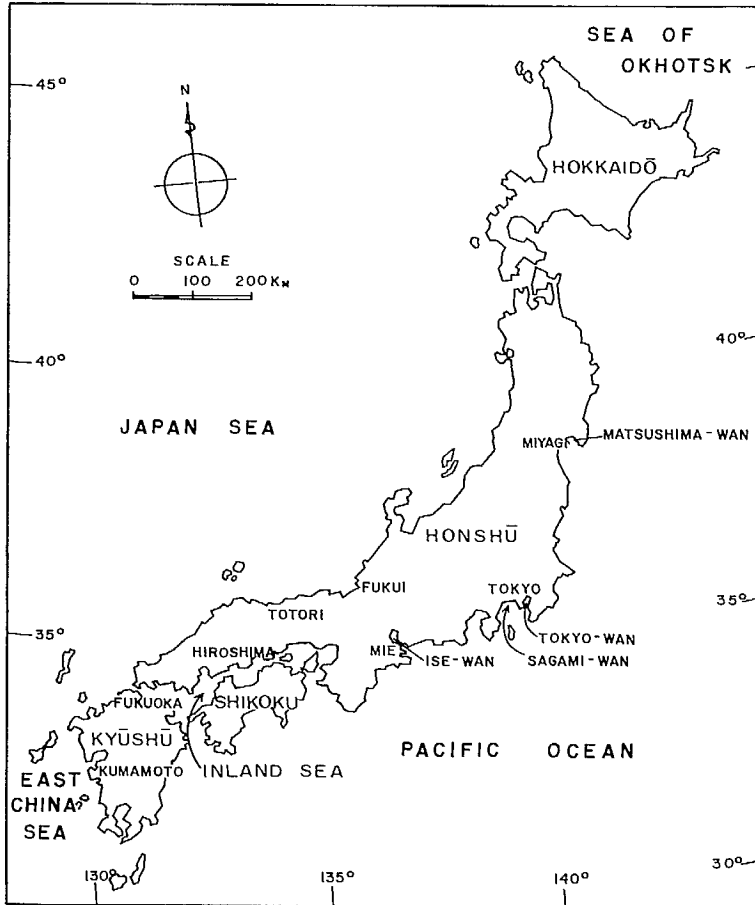 SEA OF
OKHOTSK
45°
N
HOKKAIDŌ
SCALE
0 100 200KM
40°
40°
JAPAN SEA
MIYAGI
MATSUSHIMA-WAN
HONSHŪ
FUKUI
TOKYO
35°
TOTORI
35°
TOKYO-WAN
HIROSHIMA
MIE
ISE-WAN
SAGAMI-WAN
FUKUOKA
SHIKOKU
KYŪSHŪ
PACIFIC OCEAN
KUMAMOTO
INLAND SEA
EAST
CHINA
SEA
130°
135°
140°
30°